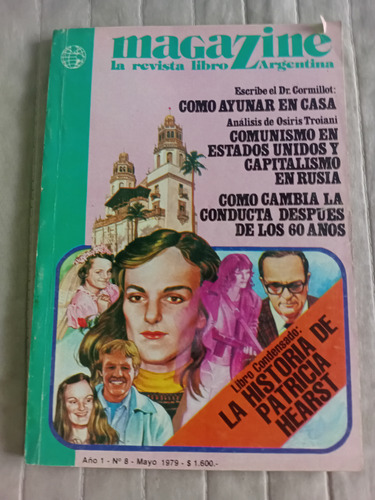 magaZine
la revista libro Argentina
Escribe el Dr. Cormillot:
COMO AYUNAR EN CASA
Análisis de Osiris Troiani
COMUNISMO EN
ESTADOS UNIDOS Y
CAPITALISMO
EN RUSIA
COMO CAMBIA LA
CONDUCTA DESPUES
DE LOS 60 AÑOS
Libro Condensado:
LA HISTORIA DE
PATRICIA
HEARST
Año 1 - Nº 8 - Mayo 1979 - $ 1.600.-